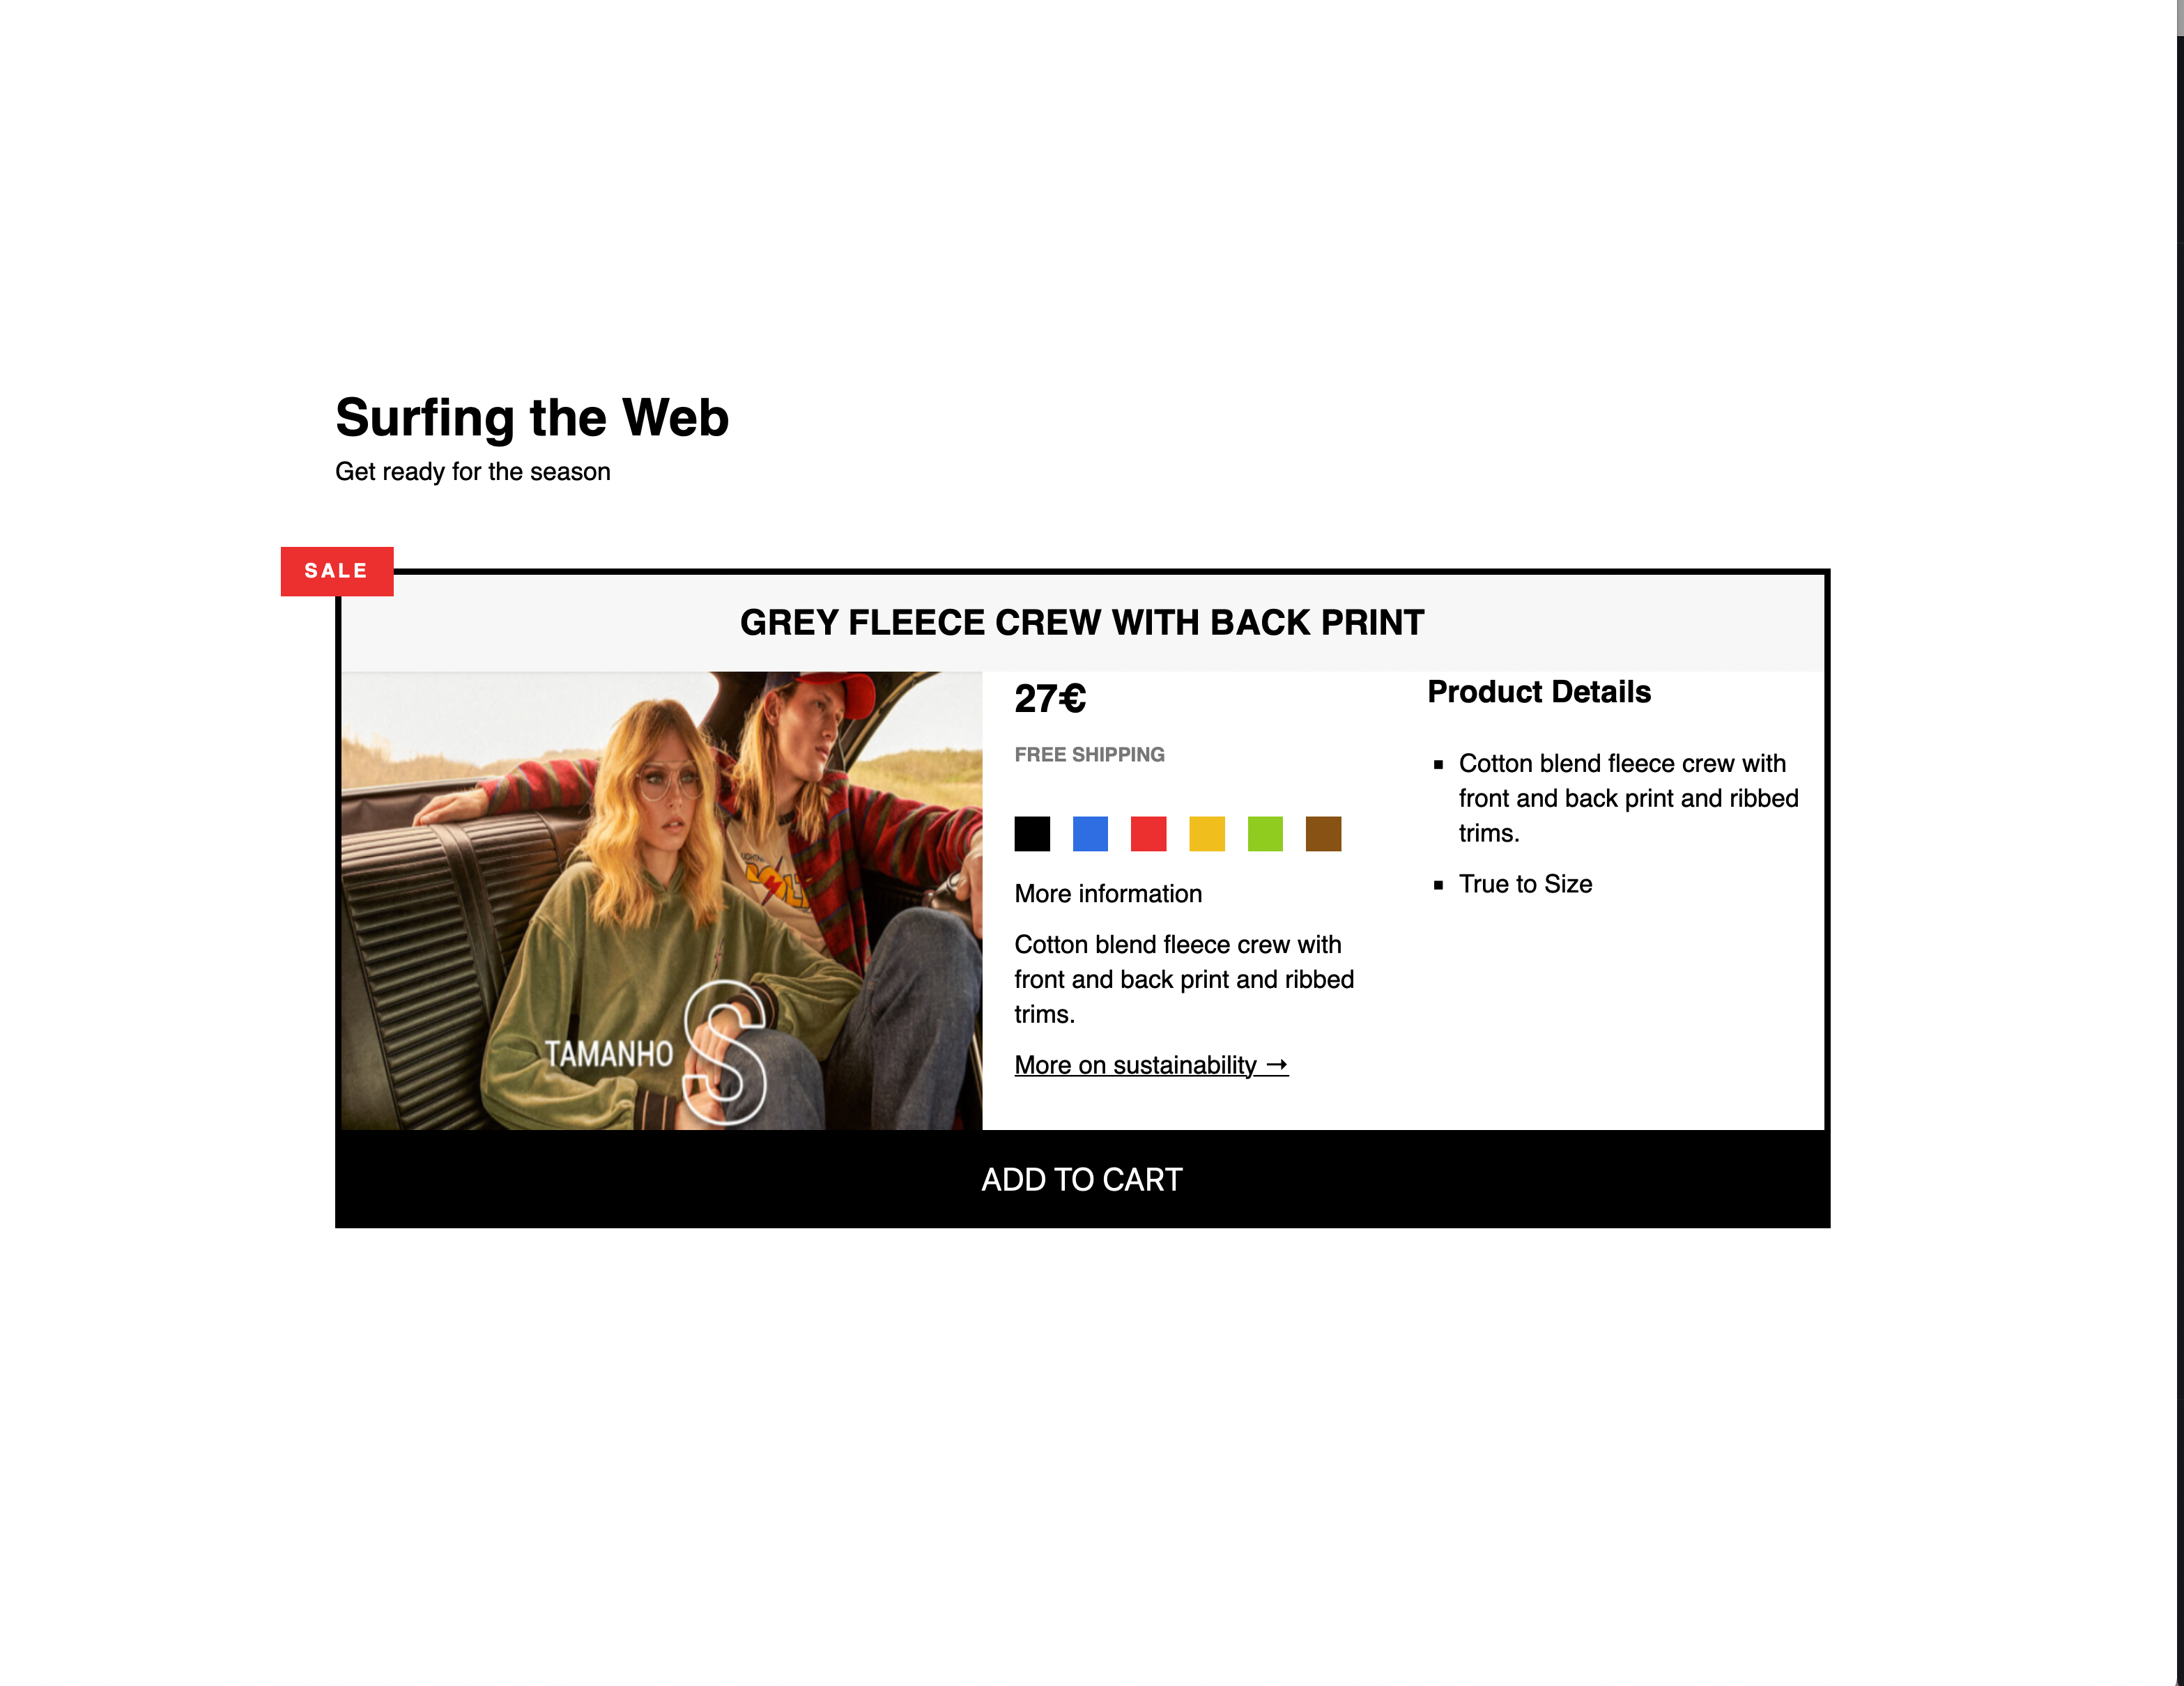 Surfing the Web
Get ready for the season
SALE
GREY FLEECE CREW WITH BACK PRINT
TAMANHO S
27€
FREE SHIPPING
More information
Cotton blend fleece crew with
front and back print and ribbed
trims.
More on sustainability →
Product Details
▪ Cotton blend fleece crew with
front and back print and ribbed
trims.
▪ True to Size
ADD TO CART